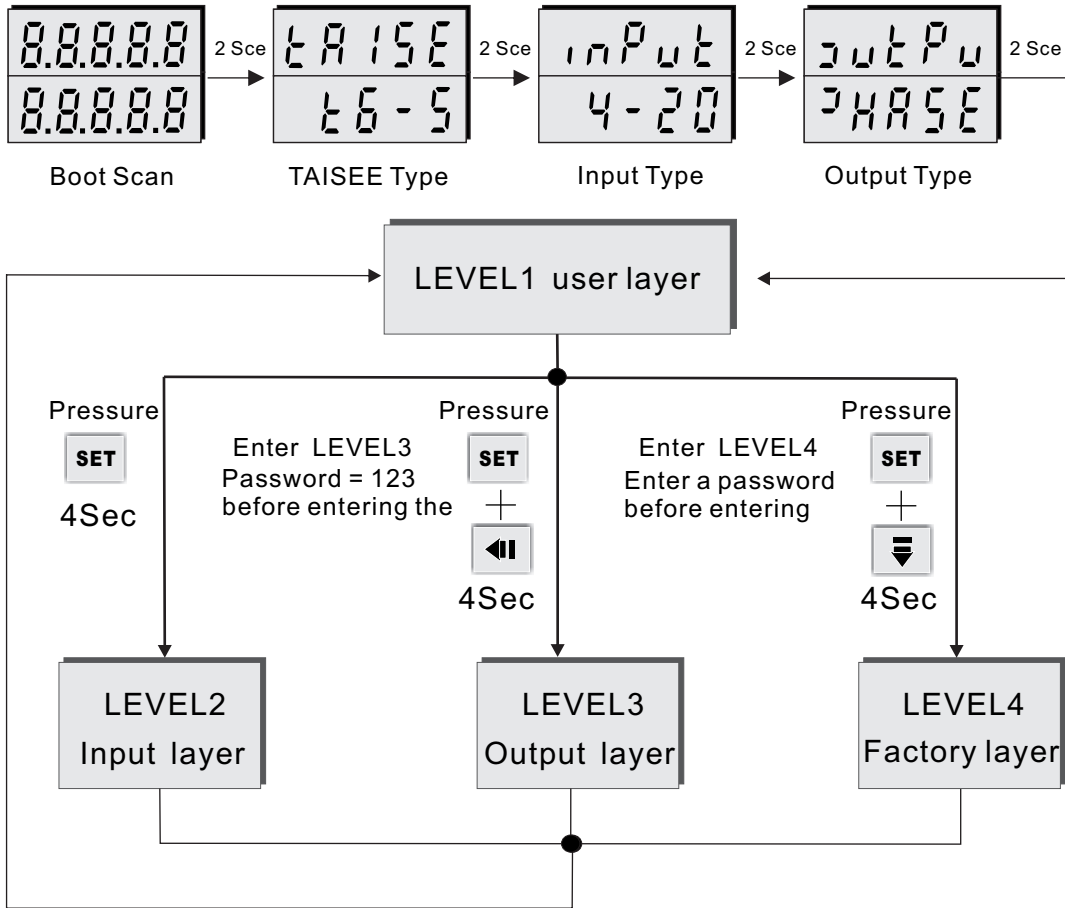 8.8.8.8.8
8.8.8.8.8
2 Sce
tAISE
t6-5
2 Sce
inPut
4-20
2 Sce
outPu
PHASE
2 Sce
Boot Scan
TAISEE Type
Input Type
Output Type
LEVEL1 user layer
Pressure
SET
4Sec
Enter LEVEL3
Password = 123
before entering the
Pressure
SET
+
4Sec
Enter LEVEL4
Enter a password
before entering
Pressure
SET
+
4Sec
LEVEL2
Input layer
LEVEL3
Output layer
LEVEL4
Factory layer